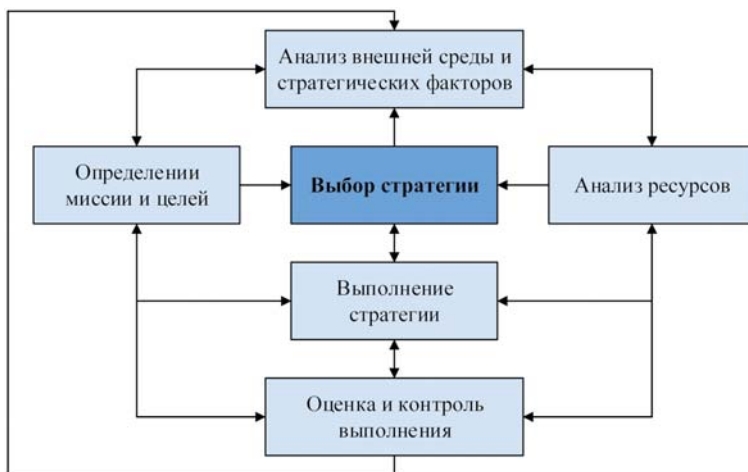 Анализ внешней среды и
стратегических факторов
Определении
миссии и целей
Выбор стратегии
Анализ ресурсов
Выполнение
стратегии
Оценка и контроль
выполнения